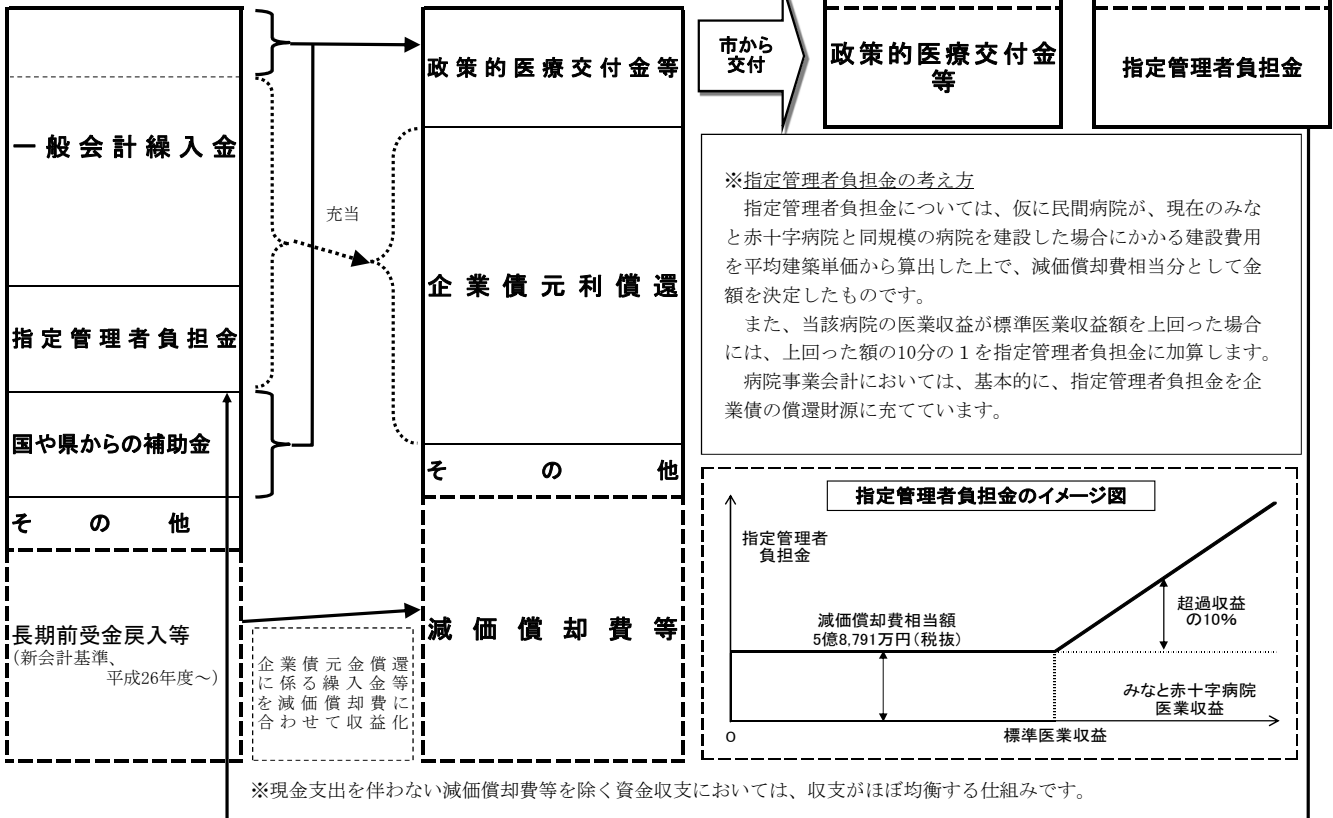 一般会計繰入金
指定管理者負担金
国や県からの補助金
その他
長期前受金戻入等
(新会計基準、
平成26年度～)
充当
企業債元金償還
に係る繰入金等
を減価償却費に
合わせて収益化
政策的医療交付金等
企業債元利償還
その他
減価償却費等
市から
交付
政策的医療交付金
等
指定管理者負担金
※指定管理者負担金の考え方
指定管理者負担金については、仮に民間病院が、現在のみな
と赤十字病院と同規模の病院を建設した場合にかかる建設費用
を平均建築単価から算出した上で、減価償却費相当分として金
額を決定したものです。
また、当該病院の医業収益が標準医業収益額を上回った場合
には、上回った額の10分の１を指定管理者負担金に加算します。
病院事業会計においては、基本的に、指定管理者負担金を企
業債の償還財源に充てています。
指定管理者負担金のイメージ図
指定管理者
負担金
減価償却費相当額
5億8,791万円(税抜)
超過収益
の10%
みなと赤十字病院
医業収益
0
標準医業収益
※現金支出を伴わない減価償却費等を除く資金収支においては、収支がほぼ均衡する仕組みです。